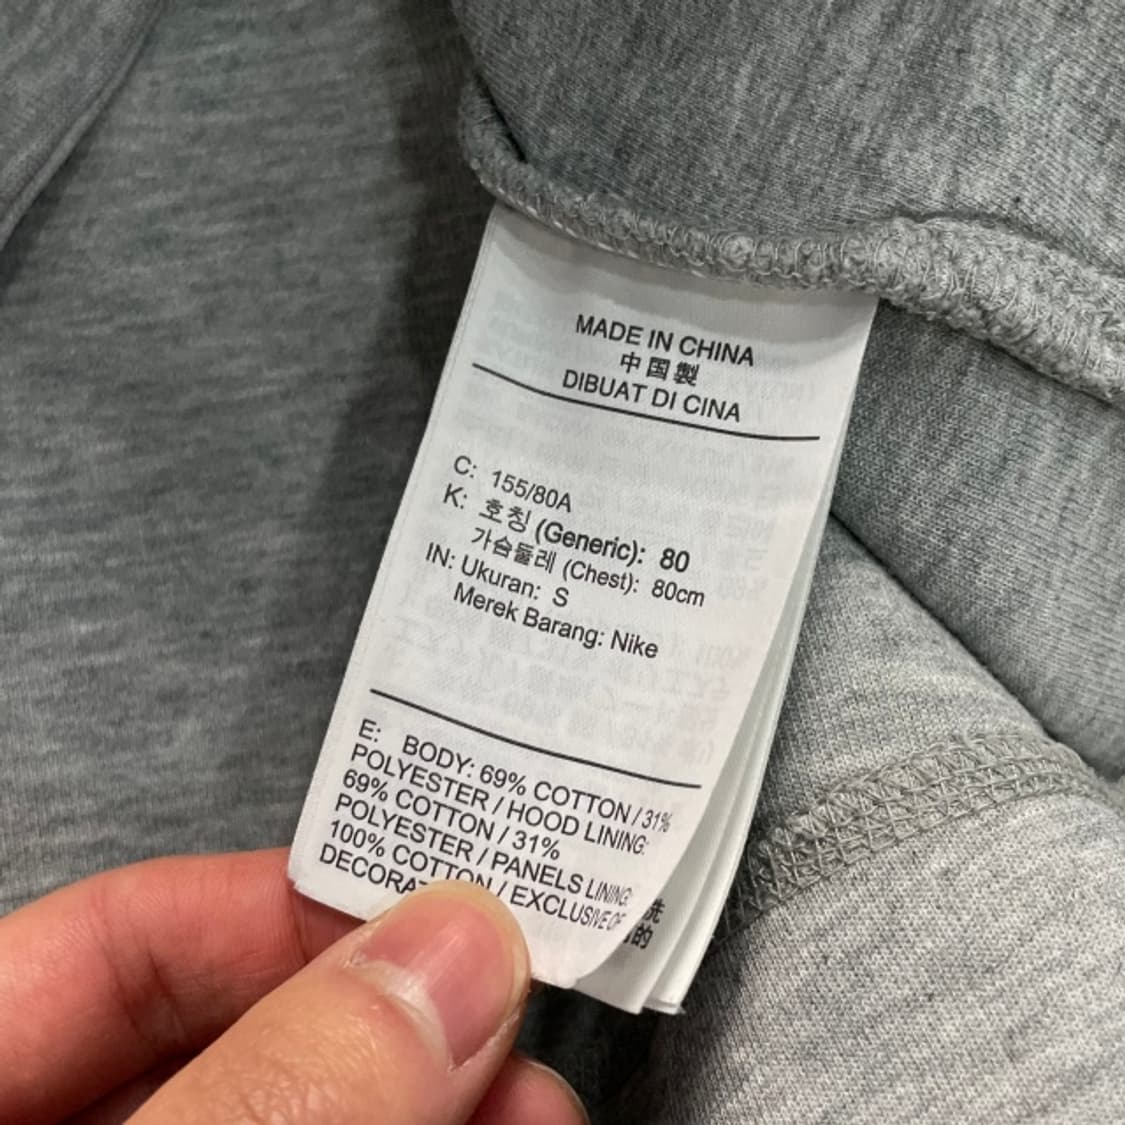 MADE IN CHINA
中国製
DIBUAT DI CINA
C: 155/80A
K: 호칭 (Generic): 80
가슴둘레 (Chest): 80cm
IN: Ukuran: S
Merek Barang: Nike
E: BODY: 69% COTTON / 31%
POLYESTER / HOOD LINING:
69% COTTON / 31%
POLYESTER / PANELS LINING:
100% COTTON / EXCLUSIVE OF
洗
的